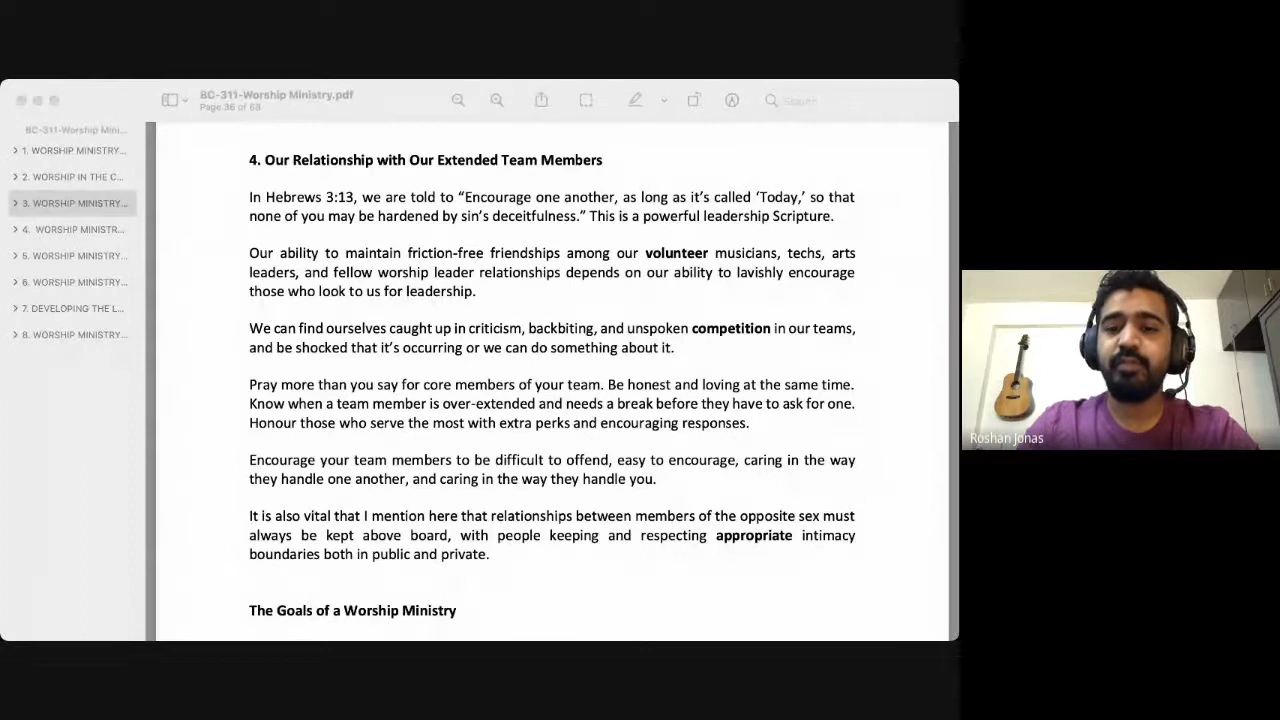 BC-311-Worship Ministry.pdf
Page 36 of 68
Search
BC-311-Worship Mini...
1. WORSHIP MINISTRY...
2. WORSHIP IN THE C...
3. WORSHIP MINISTRY...
4. WORSHIP MINISTR...
5. WORSHIP MINISTRY...
6. WORSHIP MINISTRY...
7. DEVELOPING THE L...
8. WORSHIP MINISTRY...
4. Our Relationship with Our Extended Team Members
In Hebrews 3:13, we are told to “Encourage one another, as long as it’s called ‘Today,’ so that
none of you may be hardened by sin’s deceitfulness.” This is a powerful leadership Scripture.
Our ability to maintain friction-free friendships among our volunteer musicians, techs, arts
leaders, and fellow worship leader relationships depends on our ability to lavishly encourage
those who look to us for leadership.
We can find ourselves caught up in criticism, backbiting, and unspoken competition in our teams,
and be shocked that it’s occurring or we can do something about it.
Pray more than you say for core members of your team. Be honest and loving at the same time.
Know when a team member is over-extended and needs a break before they have to ask for one.
Honour those who serve the most with extra perks and encouraging responses.
Encourage your team members to be difficult to offend, easy to encourage, caring in the way
they handle one another, and caring in the way they handle you.
It is also vital that I mention here that relationships between members of the opposite sex must
always be kept above board, with people keeping and respecting appropriate intimacy
boundaries both in public and private.
The Goals of a Worship Ministry
Roshan Jonas